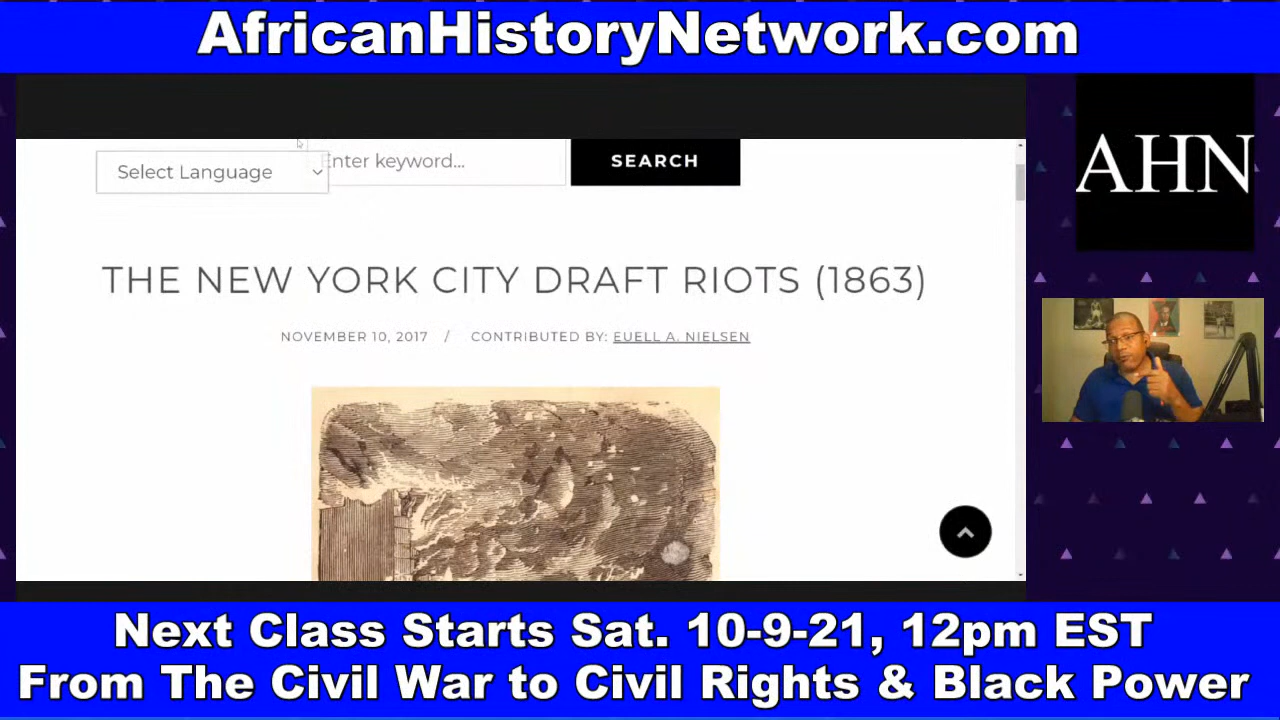 AfricanHistoryNetwork.com
AHN
Select Language
Enter keyword...
SEARCH
THE NEW YORK CITY DRAFT RIOTS (1863)
NOVEMBER 10, 2017 / CONTRIBUTED BY: EUELL A. NIELSEN
Next Class Starts Sat. 10-9-21, 12pm EST
From The Civil War to Civil Rights & Black Power